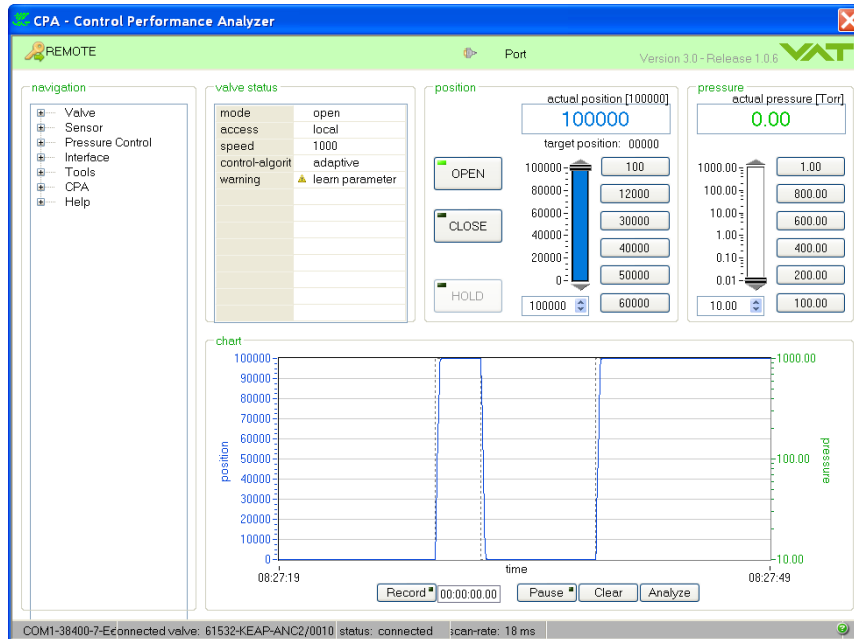 CPA - Control Performance Analyzer
REMOTE
Port
Version 3.0 - Release 1.0.6
VAT
navigation
Valve
Sensor
Pressure Control
Interface
Tools
CPA
Help
valve status
mode open
access local
speed 1000
control-algorit adaptive
warning learn parameter
position
actual position [100000]
100000
target position: 00000
OPEN
CLOSE
HOLD
100000
80000
60000
40000
20000
0
100000
100
12000
30000
40000
50000
60000
pressure
actual pressure [Torr]
0.00
1000.00
100.00
10.00
1.00
0.10
0.01
10.00
1.00
800.00
600.00
400.00
200.00
100.00
chart
100000
90000
80000
70000
60000
50000
40000
30000
20000
10000
0
position
1000.00
100.00
10.00
pressure
time
08:27:19
08:27:49
Record 00:00:00.00 Pause Clear Analyze
COM1-38400-7-E connected valve: 61532-KEAP-ANC2/0010 status: connected scan-rate: 18 ms